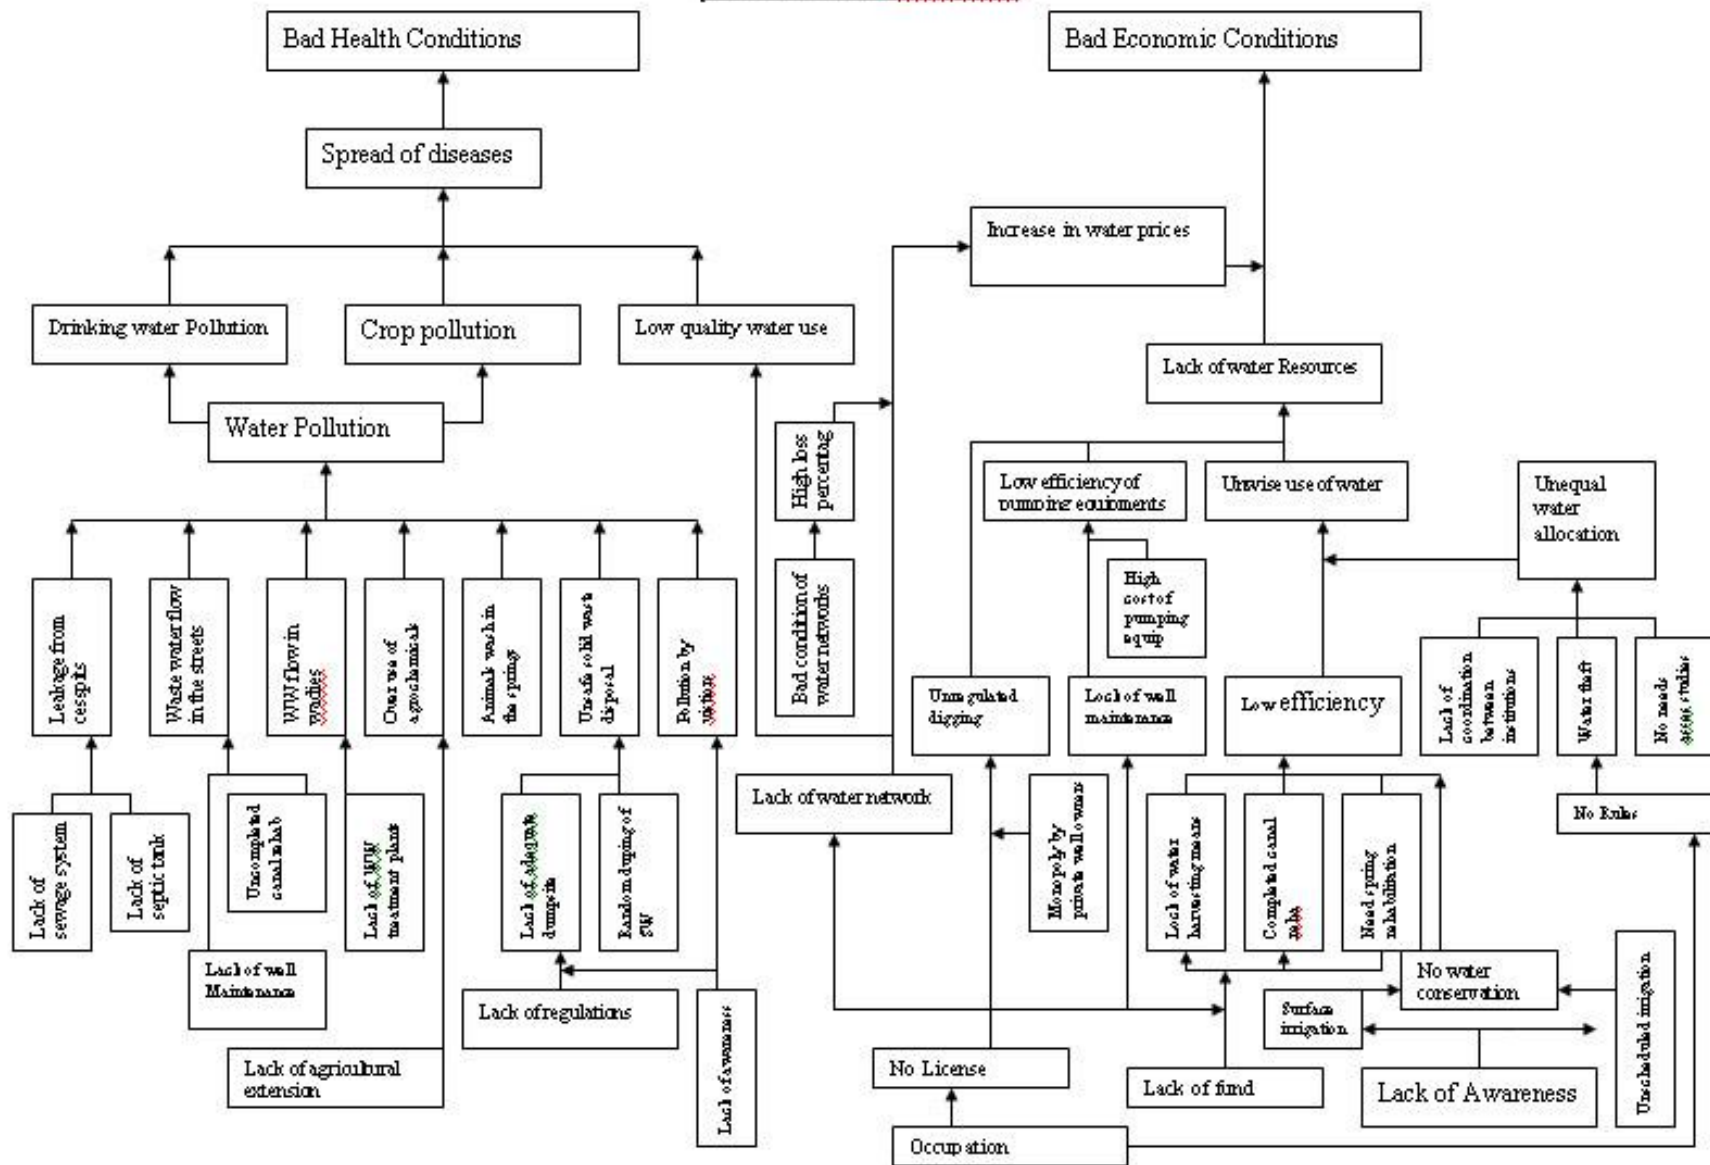 Bad Health Conditions
Bad Economic Conditions
Spread of diseases
Increase in water prices
Drinking water Pollution
Crop pollution
Low quality water use
Lack of water Resources
Water Pollution
High loss
percentag
Low efficiency of
pumping equipments
Unwise use of water
Unequal
water
allocation
Leakage from
cespits
Waste water flow
in the streets
WW flow in
wadies
Over use of
agrochemicals
Animals wash in
the springs
Unsafe solid waste
disposal
Pollution by
Bad condition of
water networks
High
cost of
pumping
equip
Unregulated
digging
Lack of well
maintenance
Low efficiency
Lack of
coordination
between
institutions
Water theft
No needs
studies
Lack of
sewage system
Lack of
septic tank
Uncompleted
canal rehab
Lack of WW
treatment plants
Lack of adequate
dumpsite
Random duping of
SW
Lack of water network
Monopoly by
private well owners
Lack of water
harvesting means
Completed canal
Need spring
rehabilitation
No Rules
Lack of well
Maintenance
Lack of regulations
Lack of awareness
No water
conservation
Surface
irrigation
Unscheduled irrigation
Lack of agricultural
extension
No License
Lack of fund
Lack of Awareness
Occupation